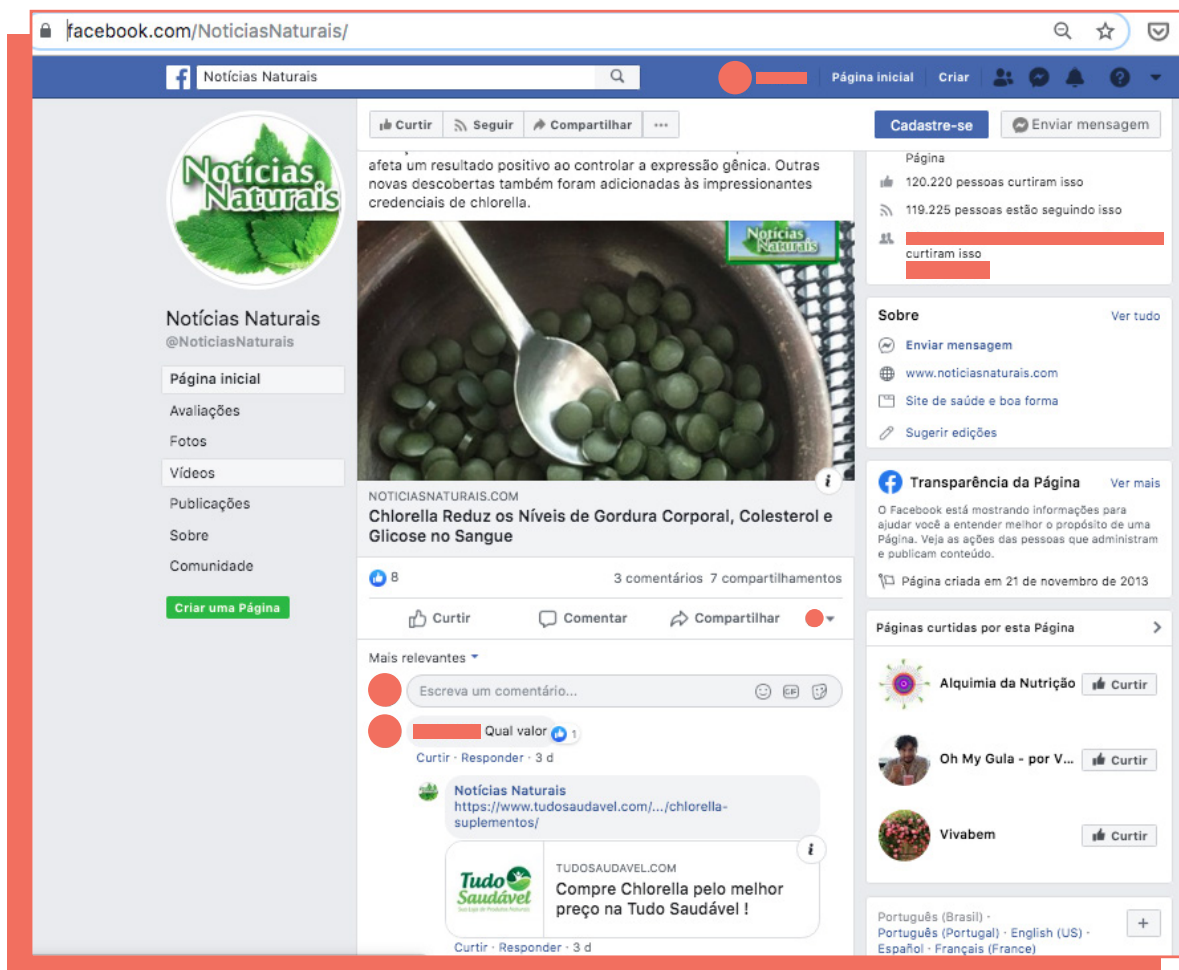 facebook.com/NoticiasNaturais/
Notícias Naturais
Página inicial
Criar
Notícias
Naturais
Notícias Naturais
@NoticiasNaturais
Página inicial
Avaliações
Fotos
Vídeos
Publicações
Sobre
Comunidade
Criar uma Página
Curtir
Seguir
Compartilhar
Cadastre-se
Enviar mensagem
afeta um resultado positivo ao controlar a expressão gênica. Outras
novas descobertas também foram adicionadas às impressionantes
credenciais de chlorella.
Notícias
Naturais
NOTICIASNATURAIS.COM
Chlorella Reduz os Níveis de Gordura Corporal, Colesterol e
Glicose no Sangue
8
3 comentários 7 compartilhamentos
Curtir
Comentar
Compartilhar
Mais relevantes
Escreva um comentário...
GIF
Qual valor
1
Curtir · Responder · 3 d
Notícias Naturais
https://www.tudosaudavel.com/.../chlorella-
suplementos/
Tudo
Saudável
TUDOSAUDAVEL.COM
Compre Chlorella pelo melhor
preço na Tudo Saudável !
Curtir · Responder · 3 d
Página
120.220 pessoas curtiram isso
119.225 pessoas estão seguindo isso
curtiram isso
Sobre
Ver tudo
Enviar mensagem
www.noticiasnaturais.com
Site de saúde e boa forma
Sugerir edições
Transparência da Página
Ver mais
O Facebook está mostrando informações para
ajudar você a entender melhor o propósito de uma
Página. Veja as ações das pessoas que administram
e publicam conteúdo.
Página criada em 21 de novembro de 2013
Páginas curtidas por esta Página
Alquimia da Nutrição
Curtir
Oh My Gula - por V...
Curtir
Vivabem
Curtir
Português (Brasil) ·
Português (Portugal) · English (US) ·
Español · Français (France)